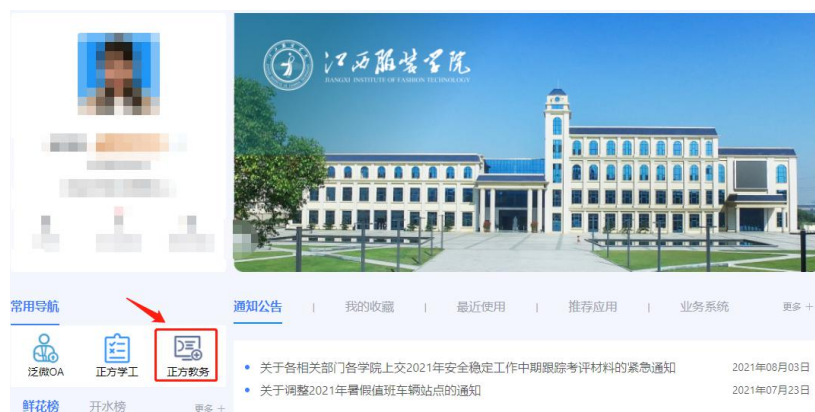 江西服装学院
JIANGXI INSTITUTE OF FASHION TECHNOLOGY
常用导航
通知公告 | 我的收藏 | 最近使用 | 推荐应用 | 业务系统 更多 +
泛微OA 正方学工 正方教务
关于各相关部门各学院上交2021年安全稳定工作中期跟踪考评材料的紧急通知 2021年08月03日
关于调整2021年暑假值班车辆站点的通知 2021年07月23日
鲜花榜 开水榜 更多 +